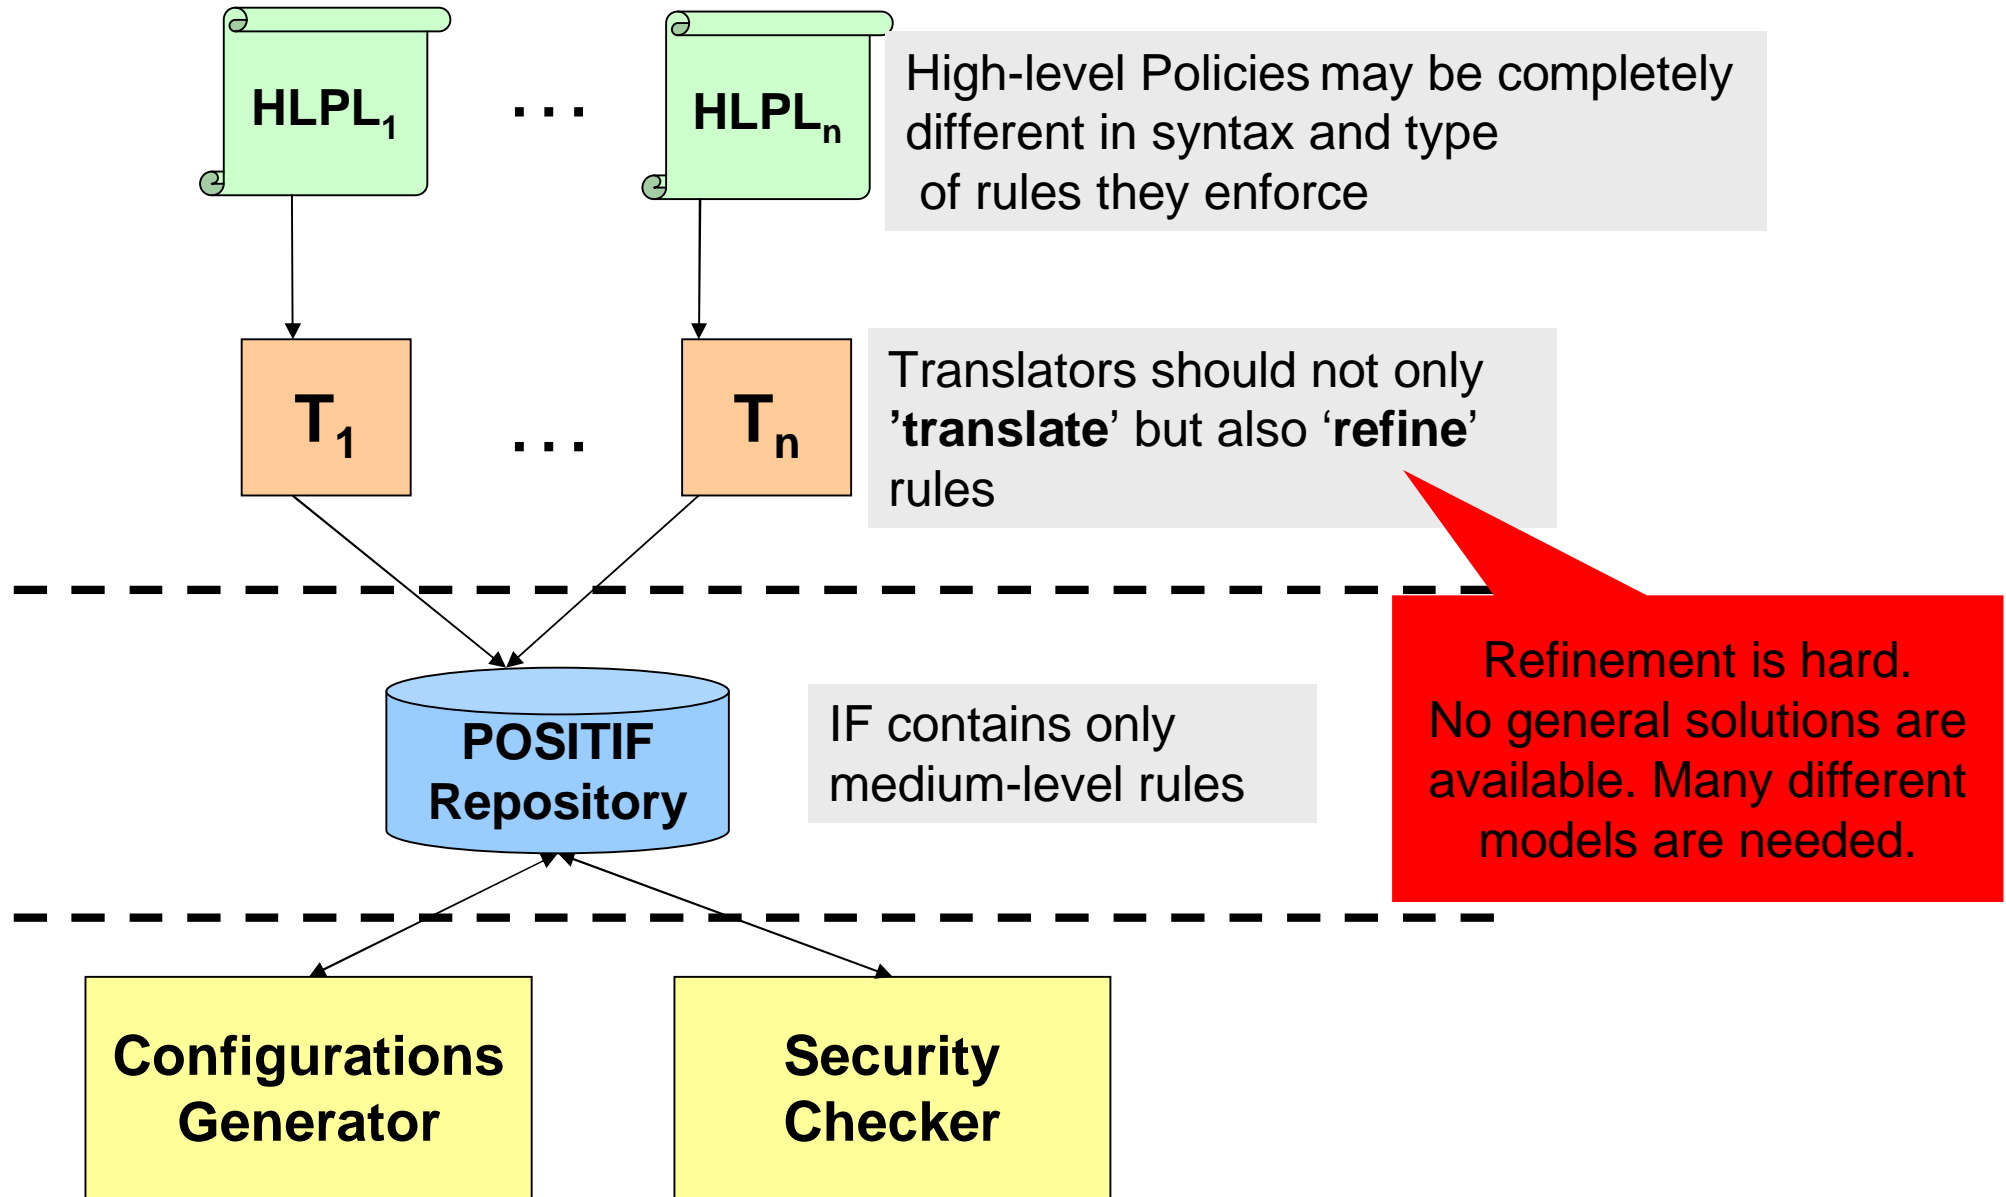 HLPL1
. . .
HLPLn
High-level Policies may be completely
different in syntax and type
of rules they enforce
T1
. . .
Tn
Translators should not only
’translate’ but also ‘refine’
rules
Refinement is hard.
No general solutions are
available. Many different
models are needed.
POSITIF
Repository
IF contains only
medium-level rules
Configurations
Generator
Security
Checker